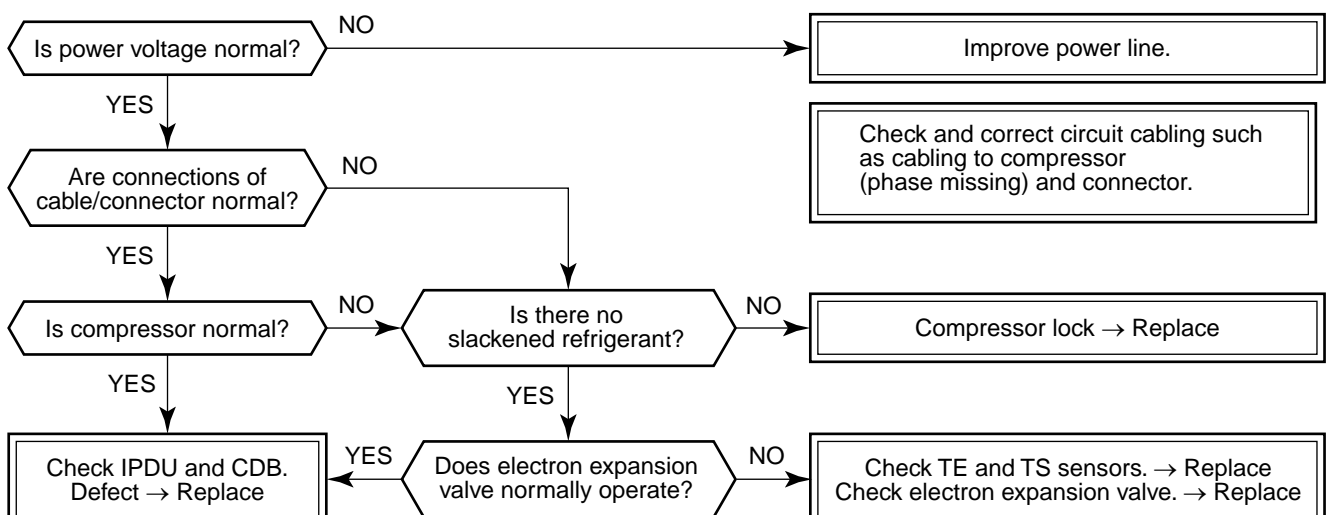 Is power voltage normal?
NO
Improve power line.
YES
Check and correct circuit cabling such
as cabling to compressor
(phase missing) and connector.
Are connections of
cable/connector normal?
NO
YES
Is compressor normal?
NO
Is there no
slackened refrigerant?
NO
Compressor lock → Replace
YES
YES
Check IPDU and CDB.
Defect → Replace
YES
Does electron expansion
valve normally operate?
NO
Check TE and TS sensors. → Replace
Check electron expansion valve. → Replace